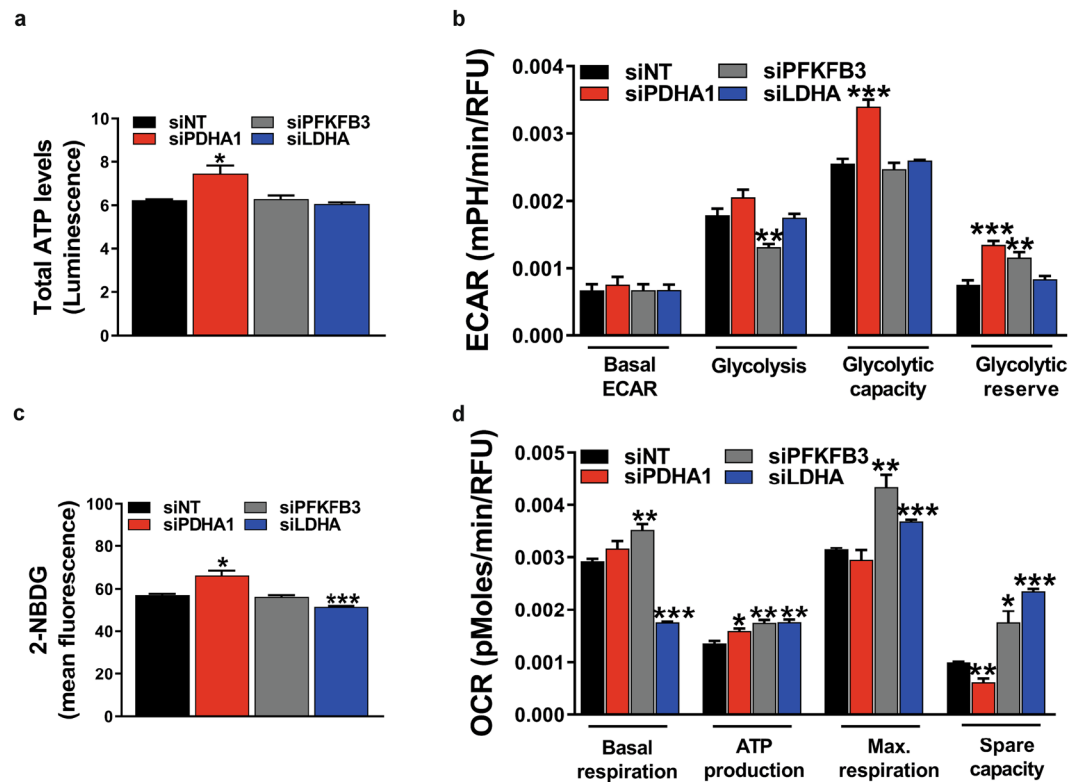 a
siNT
siPFKFB3
siPDHA1
siLDHA
Total ATP levels
(Luminescence)
10
8
6
4
2
0
*
b
siNT
siPFKFB3
siPDHA1
siLDHA
ECAR (mPH/min/RFU)
0.004
0.003
0.002
0.001
0.000
**
***
***
**
Basal
ECAR
Glycolysis
Glycolytic
capacity
Glycolytic
reserve
c
siNT
siPFKFB3
siPDHA1
siLDHA
2-NBDG
(mean fluorescence)
100
80
60
40
20
0
*
***
d
siNT
siPFKFB3
siPDHA1
siLDHA
OCR (pMoles/min/RFU)
0.005
0.004
0.003
0.002
0.001
0.000
**
***
*
**
**
**
***
**
*
***
Basal
respiration
ATP
production
Max.
respiration
Spare
capacity